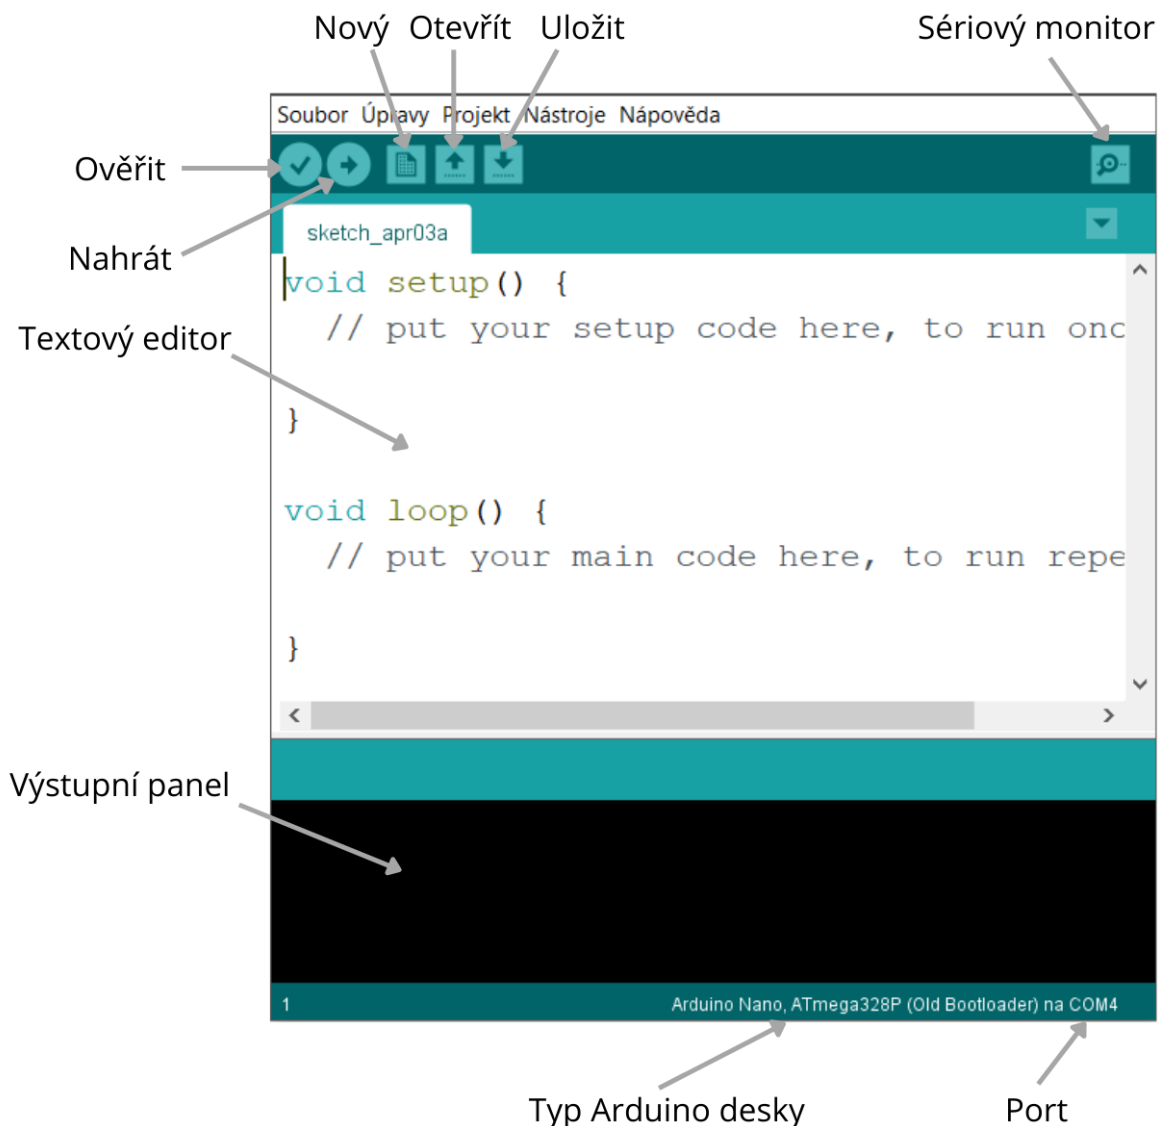 Nový Otevřít Uložit Sériový monitor
Soubor Úpravy Projekt Nástroje Nápověda
Ověřit
sketch_apr03a
Nahrát
void setup() {
// put your setup code here, to run onc
Textový editor
}
void loop() {
// put your main code here, to run repe
}
Výstupní panel
1 Arduino Nano, ATmega328P (Old Bootloader) na COM4
Typ Arduino desky Port